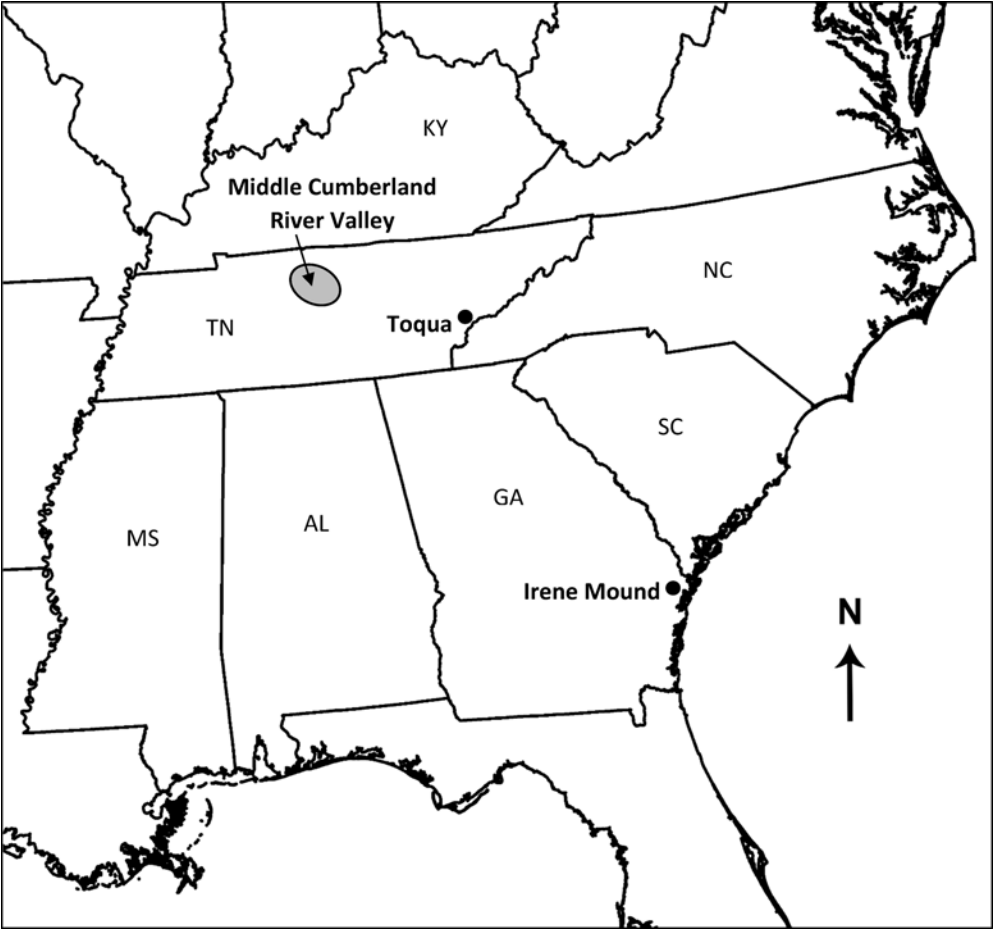 KY
Middle Cumberland
River Valley
NC
TN
Toqua
SC
GA
MS
AL
Irene Mound
N